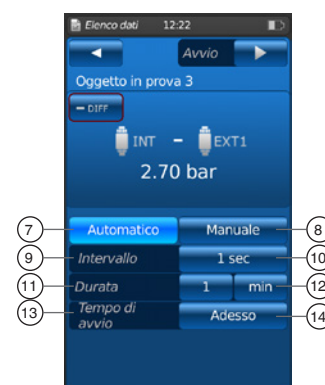 Elenco dati 12:22
Avvio
Oggetto in prova 3
– DIFF
INT – EXT1
2.70 bar
7 Automatico Manuale 8
9 Intervallo 1 sec 10
11 Durata 1 min 12
13 Tempo di avvio Adesso 14